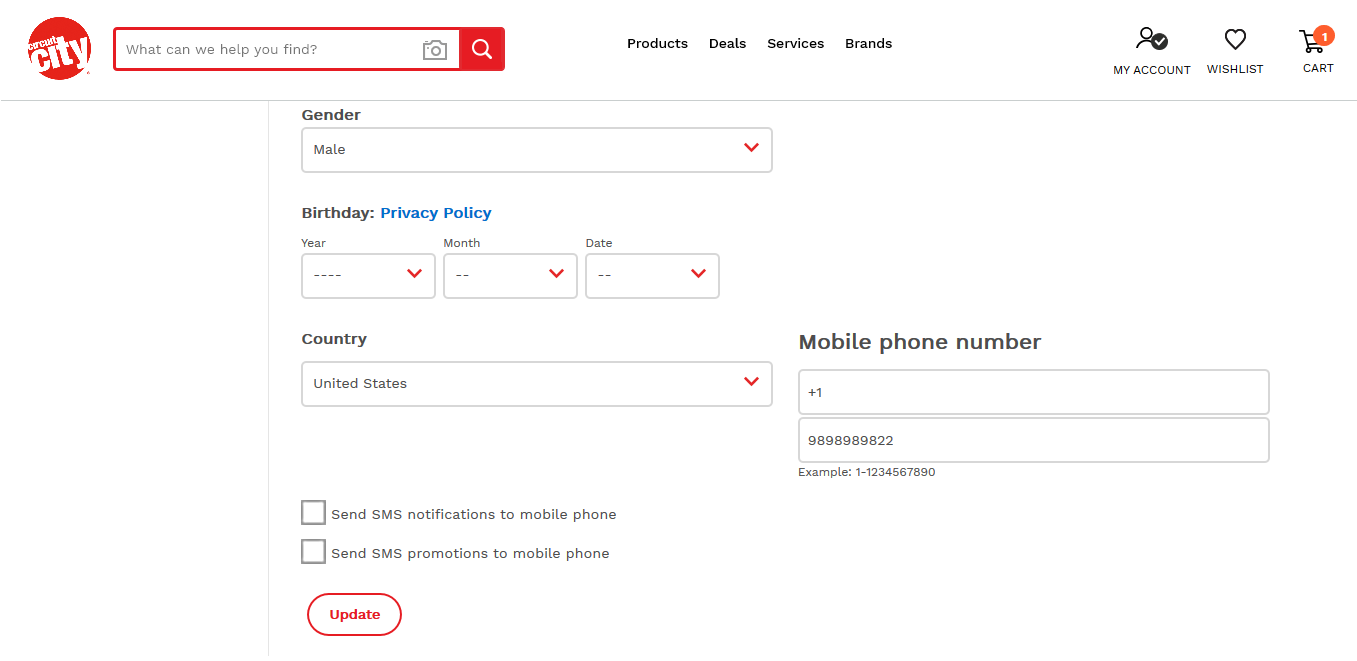 circuit
city
What can we help you find?
Products
Deals
Services
Brands
MY ACCOUNT
WISHLIST
1
CART
Gender
Male
Birthday: Privacy Policy
Year
Month
Date
----
--
--
Country
United States
Mobile phone number
+1
9898989822
Example: 1-1234567890
Send SMS notifications to mobile phone
Send SMS promotions to mobile phone
Update